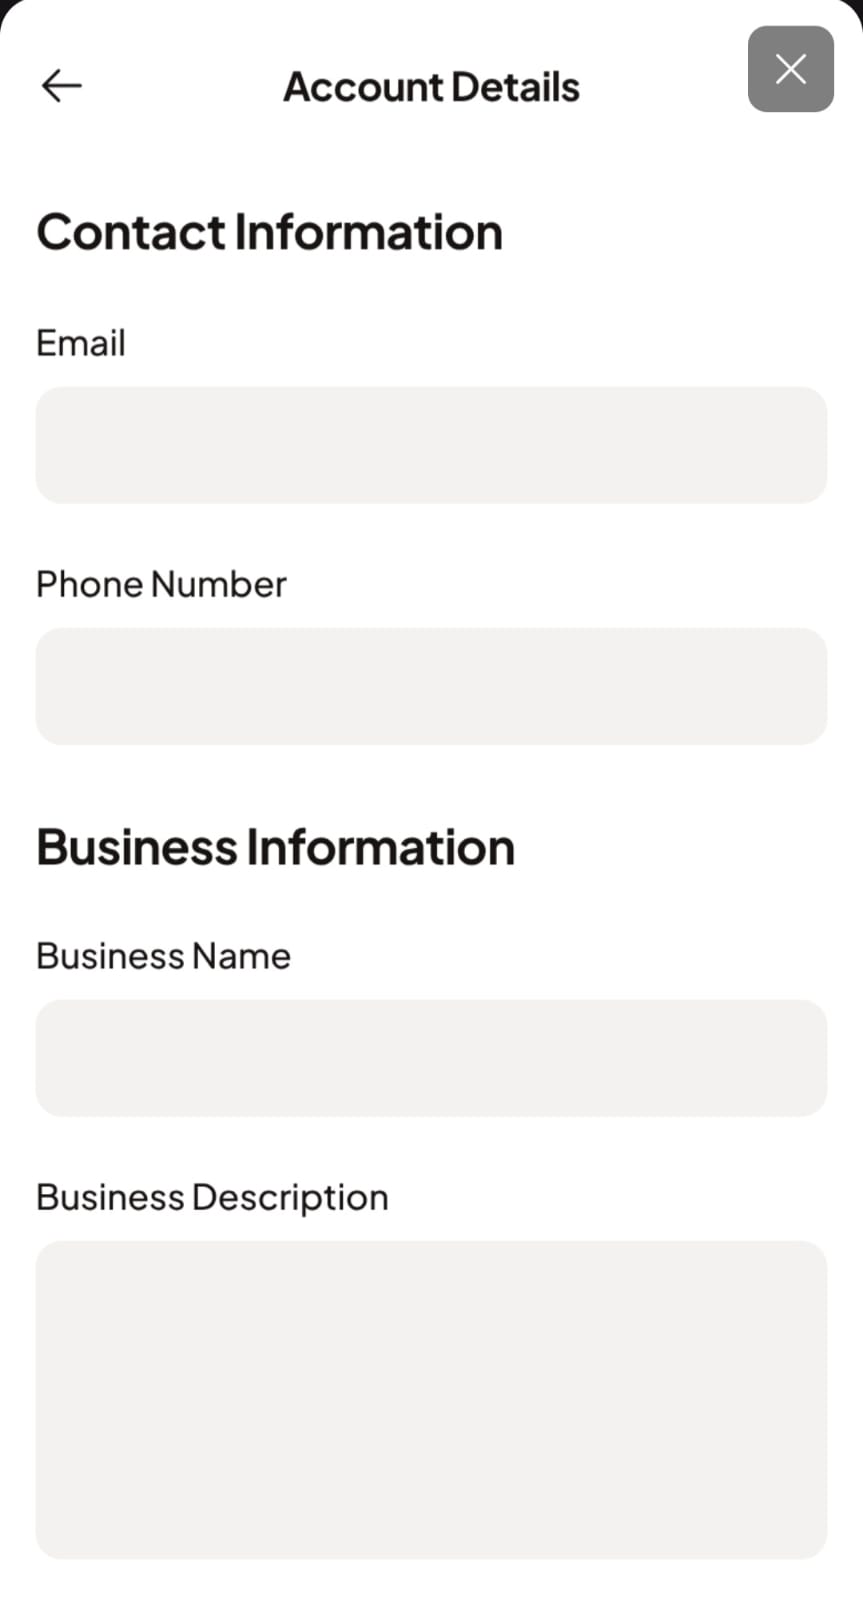 Account Details
Contact Information
Email
Phone Number
Business Information
Business Name
Business Description